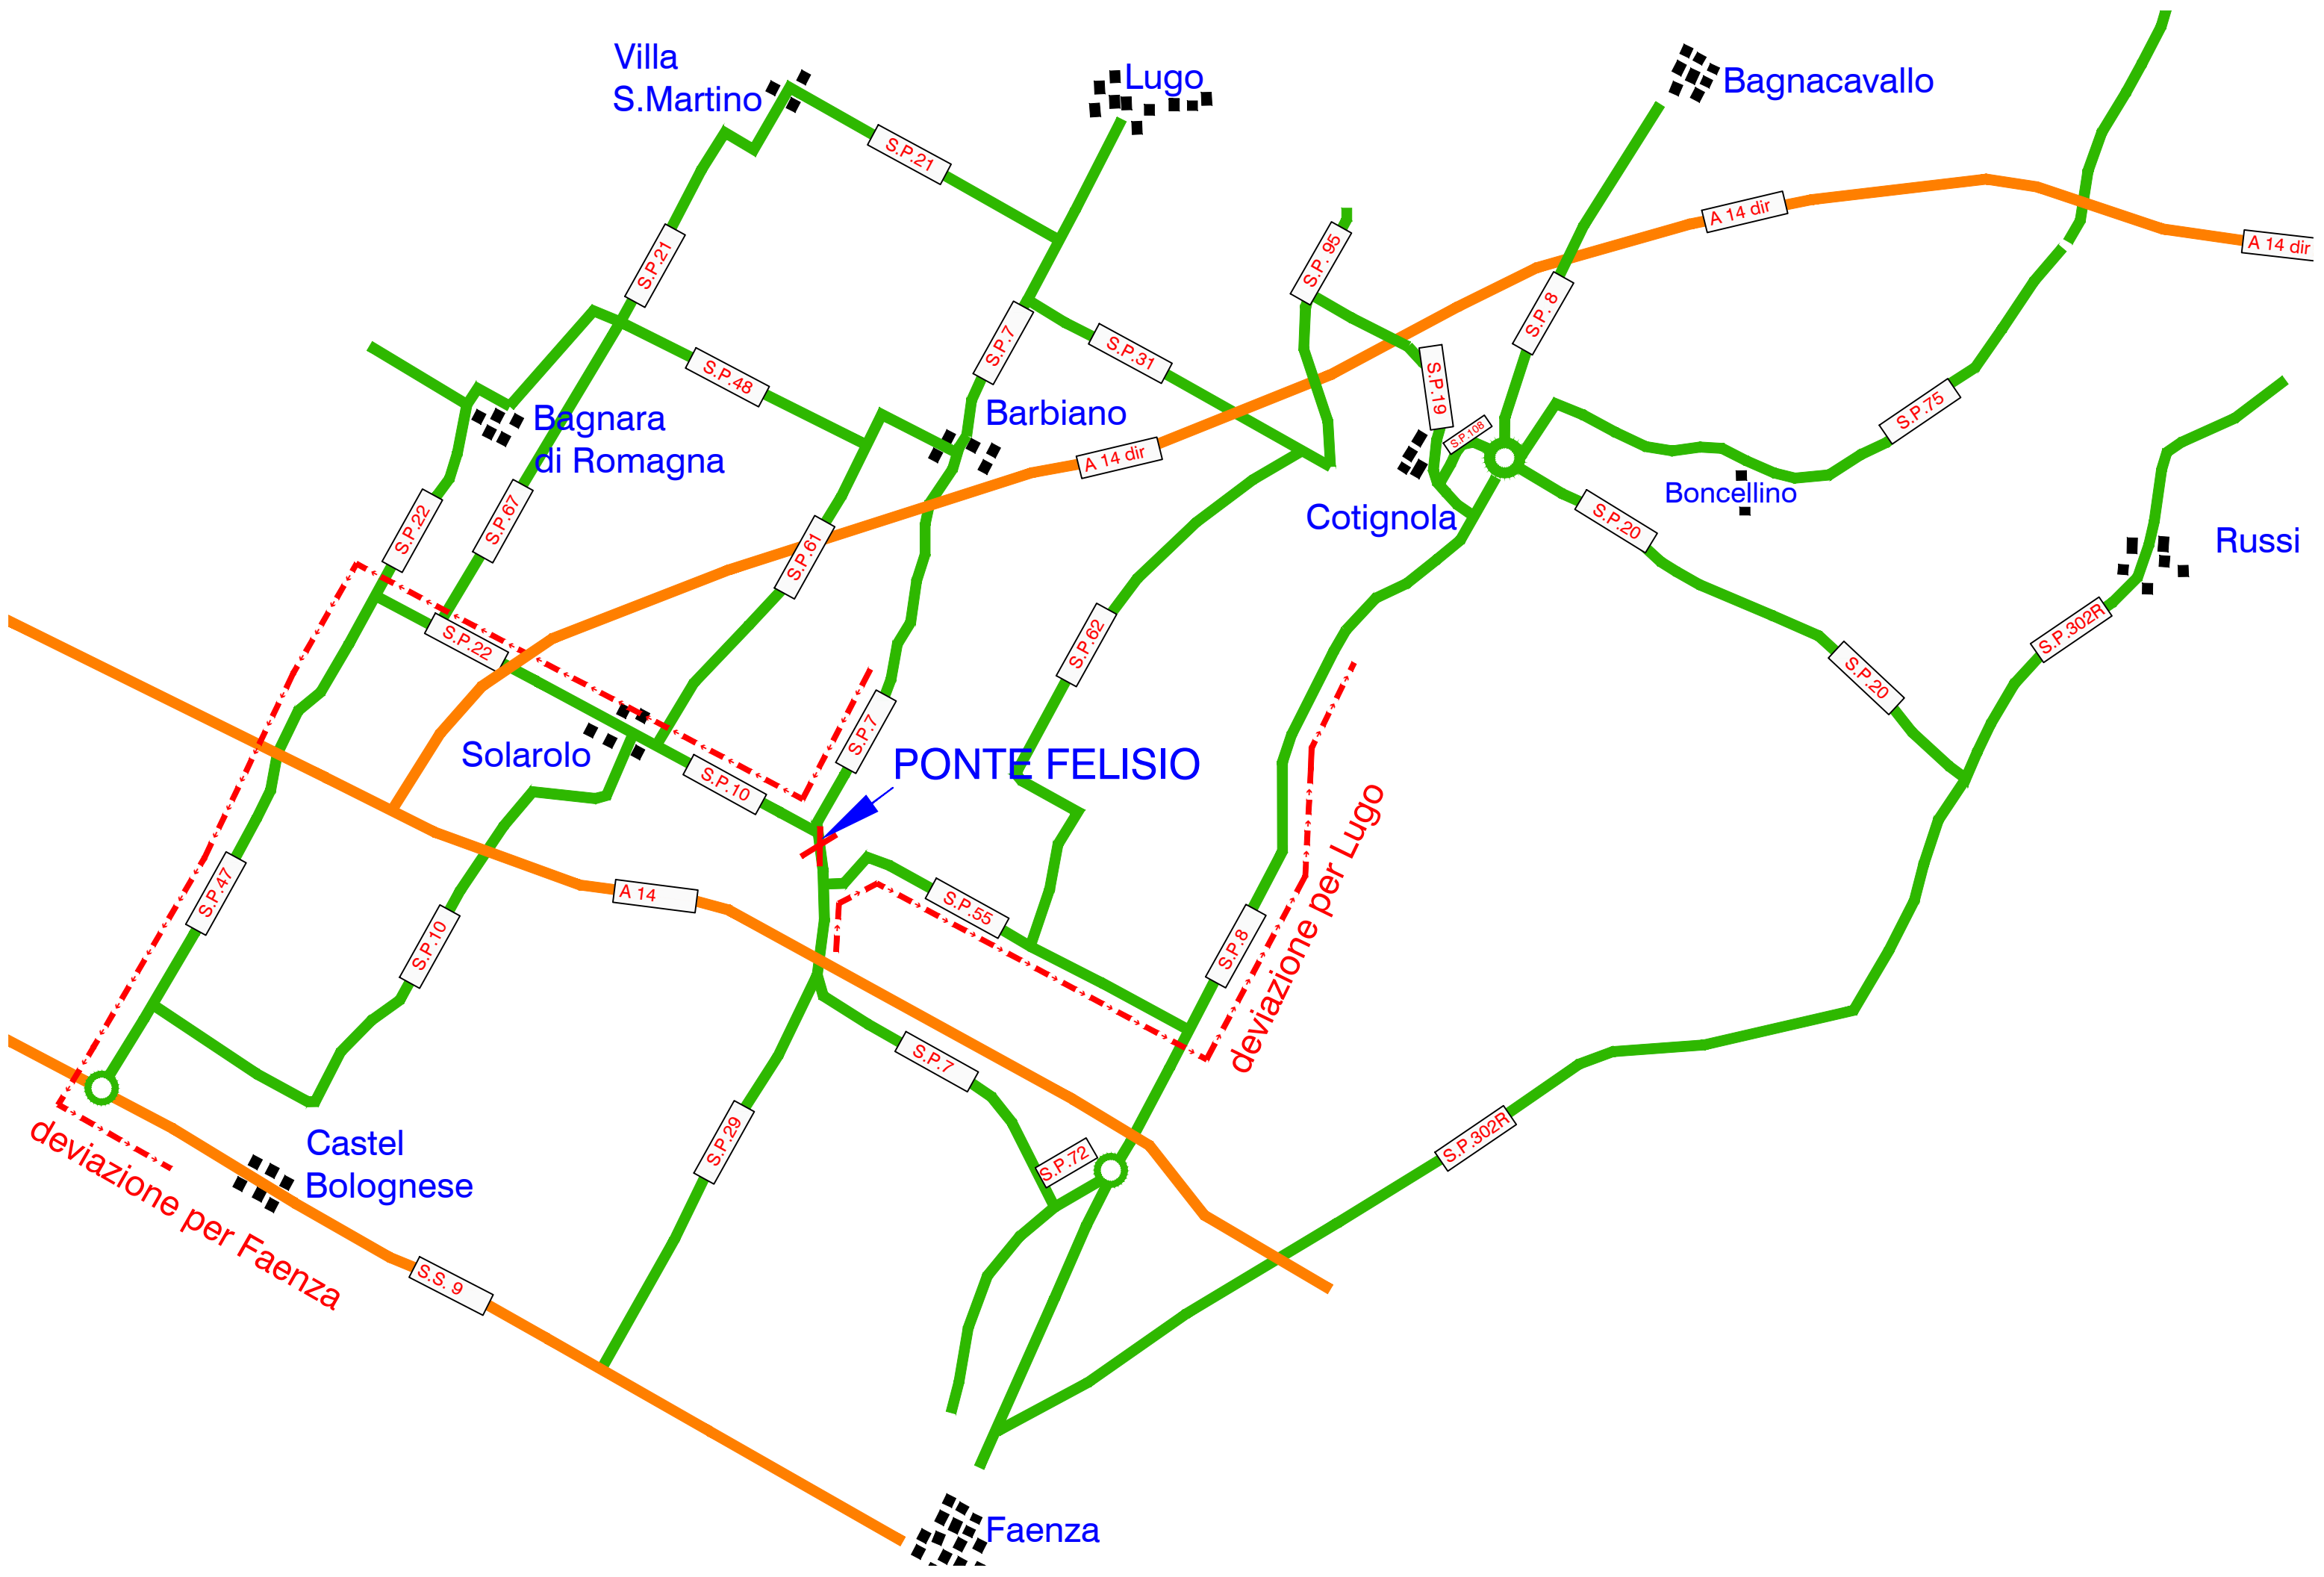 Villa
S.Martino
Lugo
Bagnacavallo
S.P.21
S.P.21
S.P. 95
A 14 dir
A 14 dir
S.P. 8
S.P.7
S.P.31
S.P.48
S.P.19
S.P.108
S.P.75
Bagnara
di Romagna
Barbiano
A 14 dir
Boncellino
Cotignola
S.P.20
Russi
S.P.22
S.P.67
S.P.61
S.P.62
S.P.22
S.P.302R
S.P.20
Solarolo
S.P.10
S.P.7
PONTE FELISIO
S.P.47
A 14
S.P.55
S.P.10
S.P.8
deviazione per Lugo
S.P.7
S.P.29
S.P.72
S.P.302R
Castel
Bolognese
deviazione per Faenza
S.S. 9
Faenza